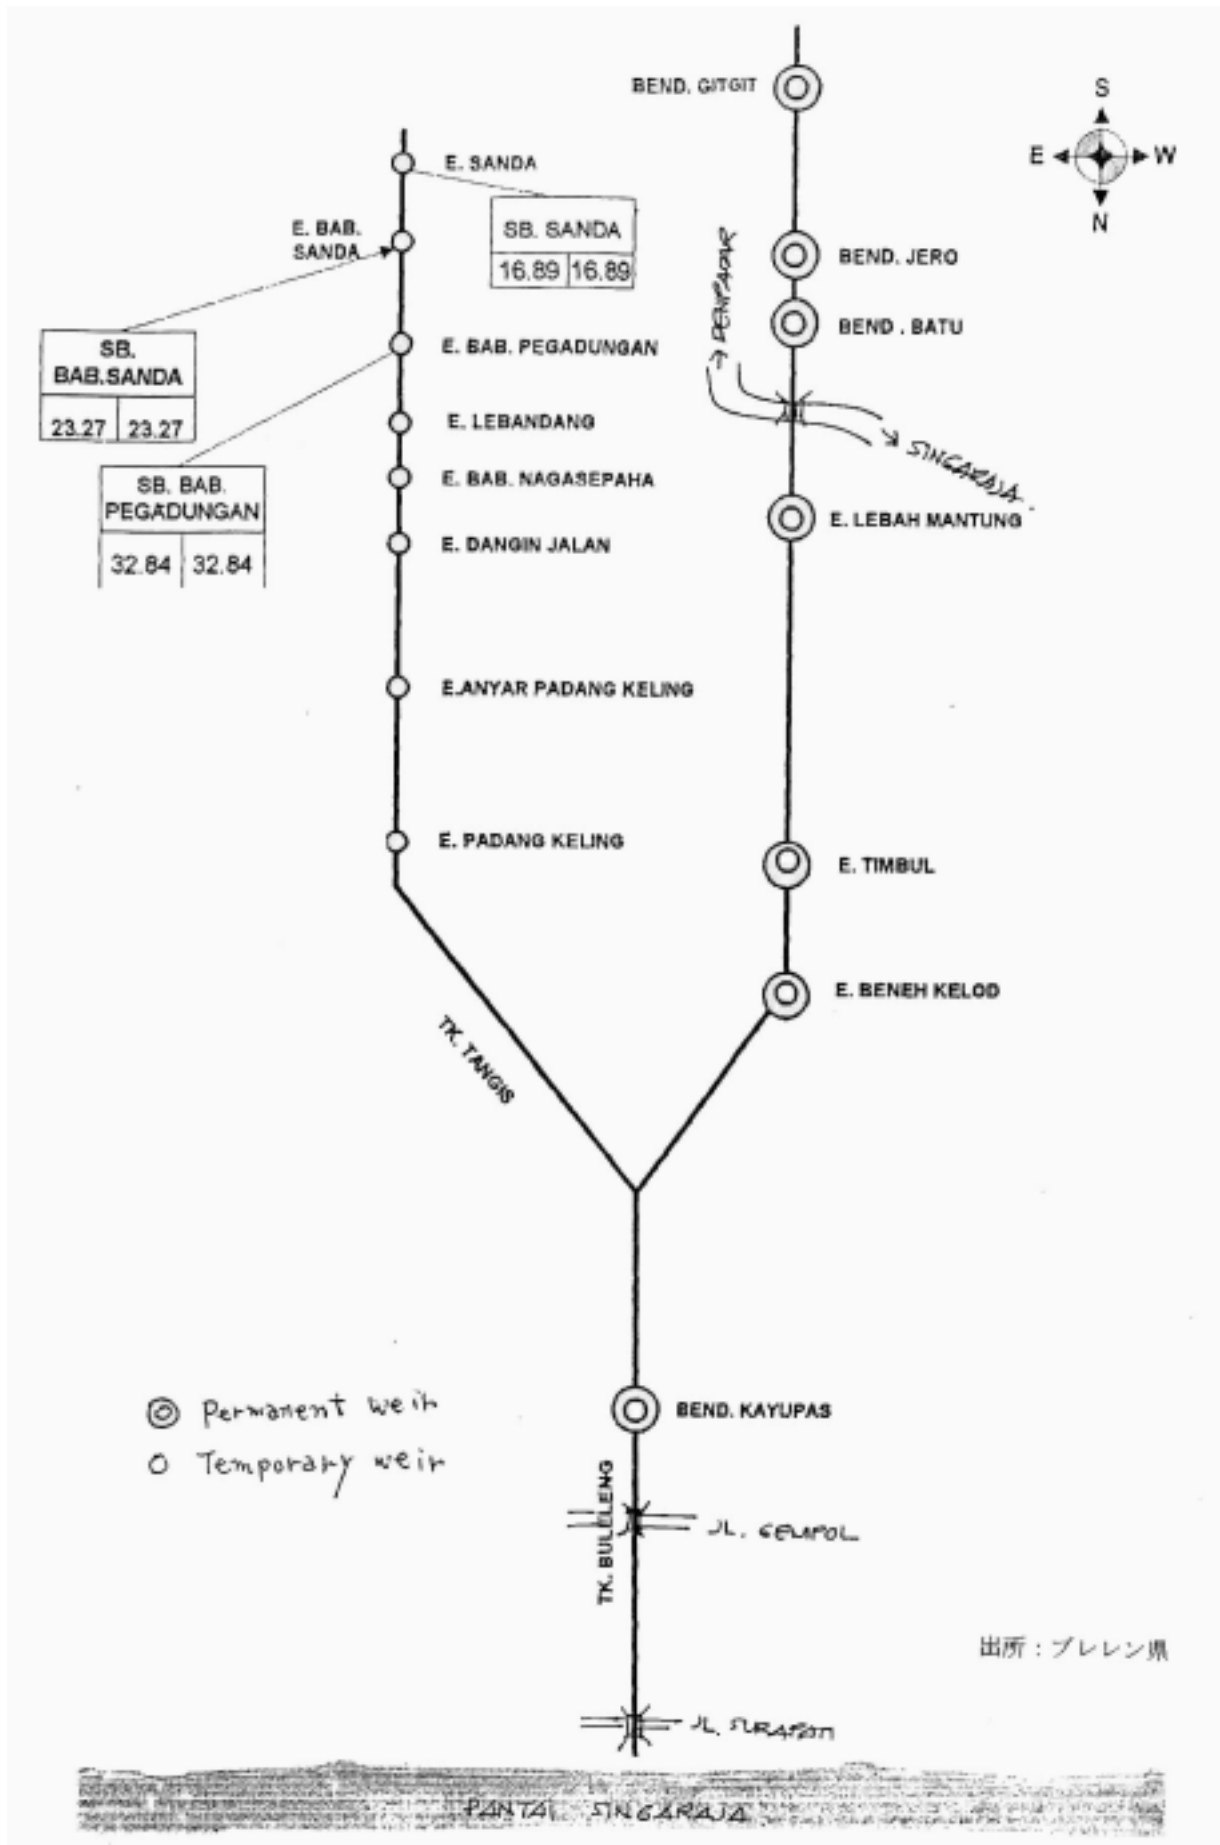 BEND. GITGIT
S
E
W
N
E. SANDA
SB. SANDA
16.89 16.89
E. BAB.
SANDA
BEND. JERO
BEND . BATU
SB.
BAB.SANDA
23.27 23.27
E. BAB. PEGADUNGAN
E. LEBANDANG
SINGARAJA
SB. BAB.
PEGADUNGAN
32.84 32.84
E. BAB. NAGASEPAHA
E. LEBAH MANTUNG
E. DANGIN JALAN
E.ANYAR PADANG KELING
E. PADANG KELING
E. TIMBUL
E. BENEH KELOD
TK. TANGIS
Permanent weir
Temporary weir
BEND. KAYUPAS
TK. BULELENG
JL. GEMPOL
出所：ブレレン県
JL. SURAPATI
PANTAI SINGARAJA